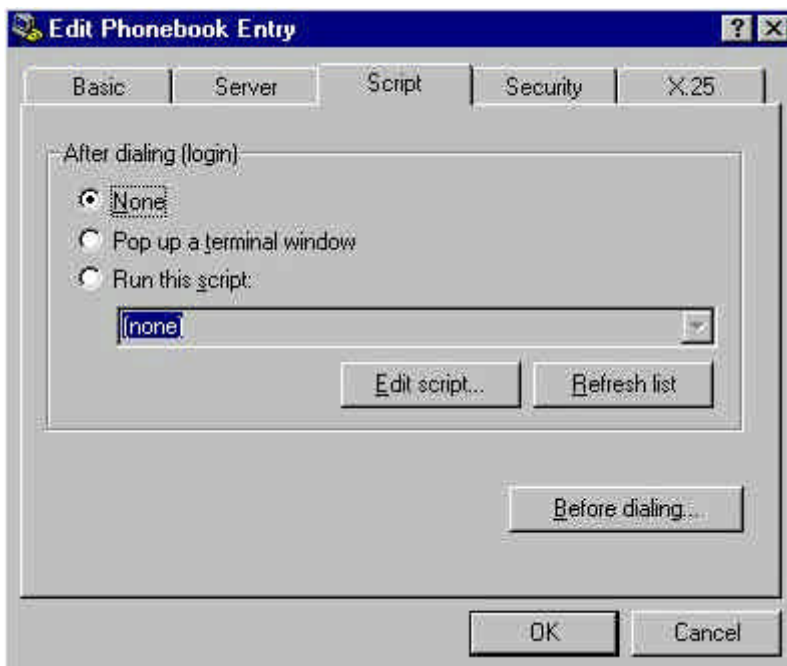 Edit Phonebook Entry
Basic Server Script Security X.25
After dialing (login)
None
Pop up a terminal window
Run this script:
(none)
Edit script... Refresh list
Before dialing...
OK Cancel